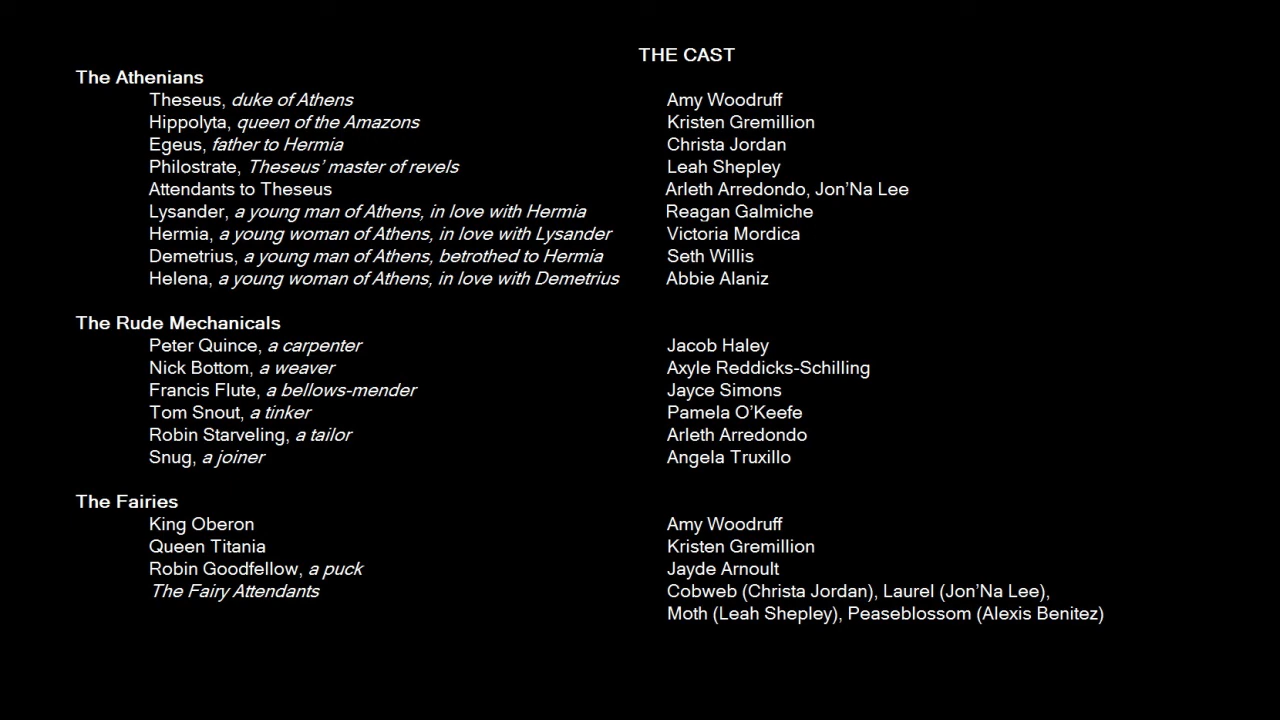 THE CAST
The Athenians
Theseus, duke of Athens Amy Woodruff
Hippolyta, queen of the Amazons Kristen Gremillion
Egeus, father to Hermia Christa Jordan
Philostrate, Theseus’ master of revels Leah Shepley
Attendants to Theseus Arleth Arredondo, Jon’Na Lee
Lysander, a young man of Athens, in love with Hermia Reagan Galmiche
Hermia, a young woman of Athens, in love with Lysander Victoria Mordica
Demetrius, a young man of Athens, betrothed to Hermia Seth Willis
Helena, a young woman of Athens, in love with Demetrius Abbie Alaniz
The Rude Mechanicals
Peter Quince, a carpenter Jacob Haley
Nick Bottom, a weaver Axyle Reddicks-Schilling
Francis Flute, a bellows-mender Jayce Simons
Tom Snout, a tinker Pamela O’Keefe
Robin Starveling, a tailor Arleth Arredondo
Snug, a joiner Angela Truxillo
The Fairies
King Oberon Amy Woodruff
Queen Titania Kristen Gremillion
Robin Goodfellow, a puck Jayde Arnoult
The Fairy Attendants Cobweb (Christa Jordan), Laurel (Jon’Na Lee),
Moth (Leah Shepley), Peaseblossom (Alexis Benitez)